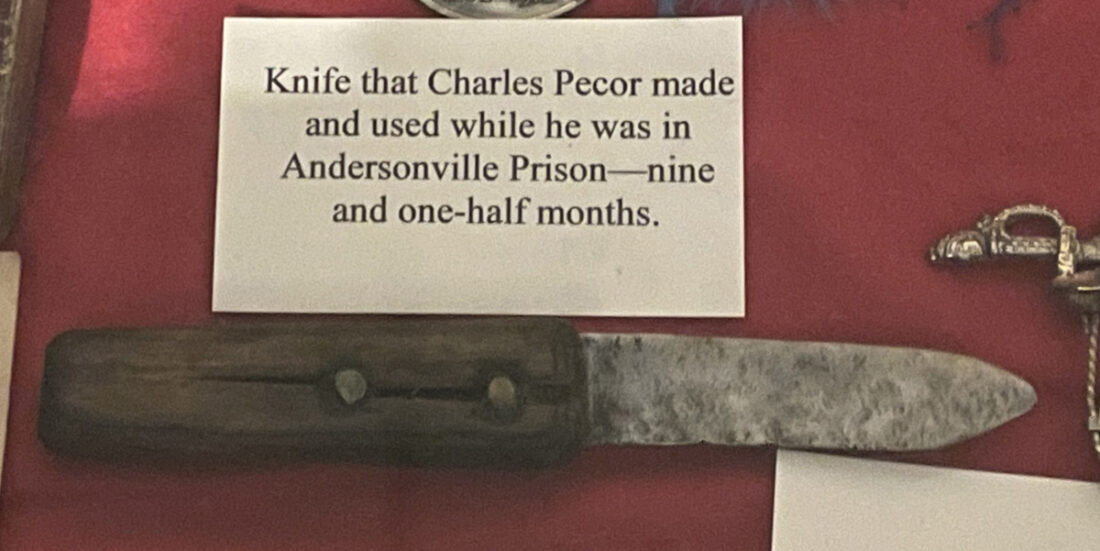 Knife that Charles Pecor made
and used while he was in
Andersonville Prison—nine
and one-half months.